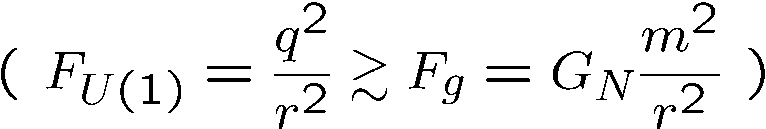 ( F_{U(1)} = \frac{q^2}{r^2} \gtrsim F_g = G_N \frac{m^2}{r^2} )